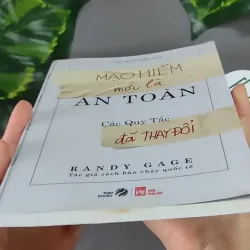 MẠO HIỂM
mới là
AN TOÀN
Các Quy Tắc
đã THAY ĐỔI
RANDY GAGE
Tác giả sách bán chạy quốc tế